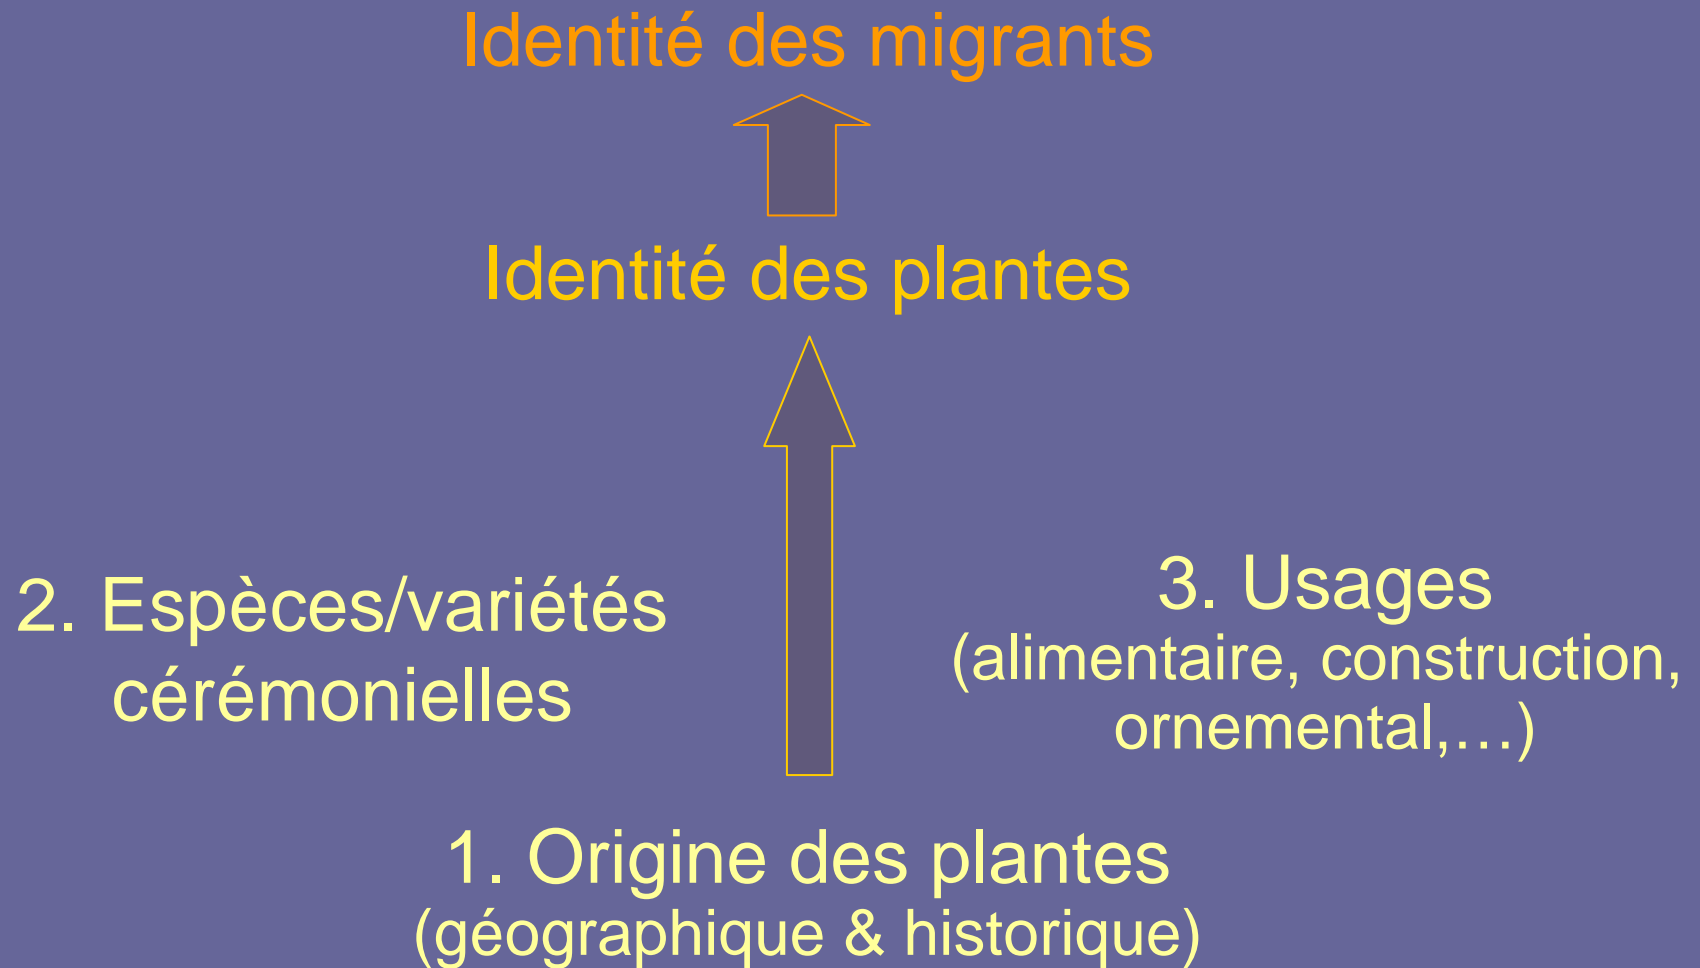 Identité des migrants
Identité des plantes
2. Espèces/variétés
cérémonielles
3. Usages
(alimentaire, construction,
ornemental,…)
1. Origine des plantes
(géographique & historique)